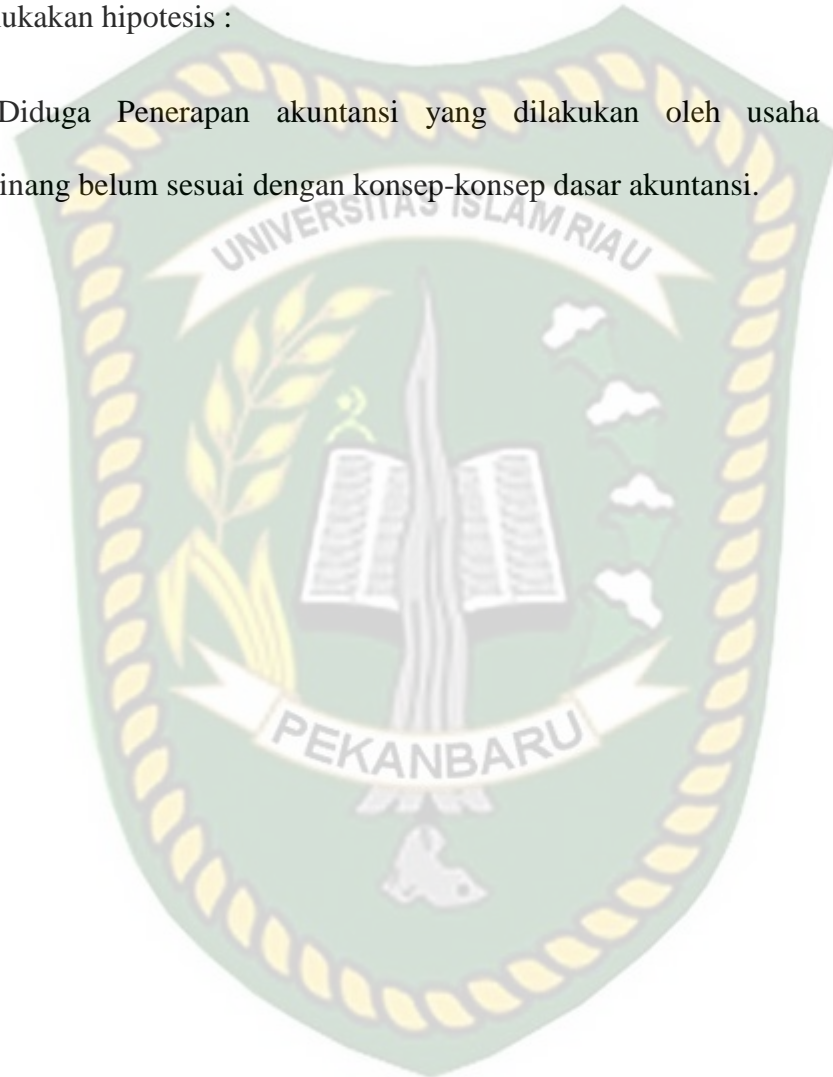 ukakan hipotesis :
Diduga Penerapan akuntansi yang dilakukan oleh usaha
inang belum sesuai dengan konsep-konsep dasar akuntansi.
UNIVERSITAS ISLAM RIAU
PEKANBARU